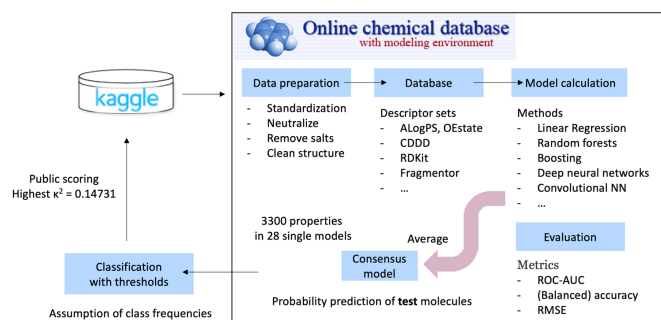 Online chemical database
with modeling environment
kaggle
Data preparation
Database
Model calculation
- Standardization
- Neutralize
- Remove salts
- Clean structure
Descriptor sets
- ALogPS, OEstate
- CDDD
- RDKit
- Fragmentor
- ...
Methods
- Linear Regression
- Random forests
- Boosting
- Deep neural networks
- Convolutional NN
- ...
Public scoring
Highest κ² = 0.14731
3300 properties
in 28 single models
Average
Evaluation
Consensus
model
Classification
with thresholds
Metrics
- ROC-AUC
- (Balanced) accuracy
- RMSE
Probability prediction of test molecules
Assumption of class frequencies